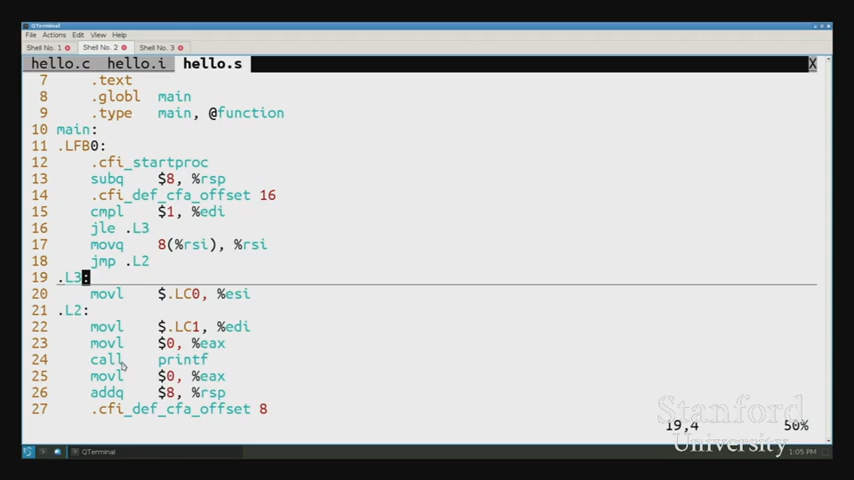 QTerminal
File Actions Edit View Help
Shell No. 1 Shell No. 2 Shell No. 3
hello.c hello.i hello.s X
7 .text
8 .globl main
9 .type main, @function
10 main:
11 .LFB0:
12 .cfi_startproc
13 subq $8, %rsp
14 .cfi_def_cfa_offset 16
15 cmpl $1, %edi
16 jle .L3
17 movq 8(%rsi), %rsi
18 jmp .L2
19 .L3:
20 movl $.LC0, %esi
21 .L2:
22 movl $.LC1, %edi
23 movl $0, %eax
24 call printf
25 movl $0, %eax
26 addq $8, %rsp
27 .cfi_def_cfa_offset 8
19,4 50%
Stanford
University
QTerminal 1:05 PM